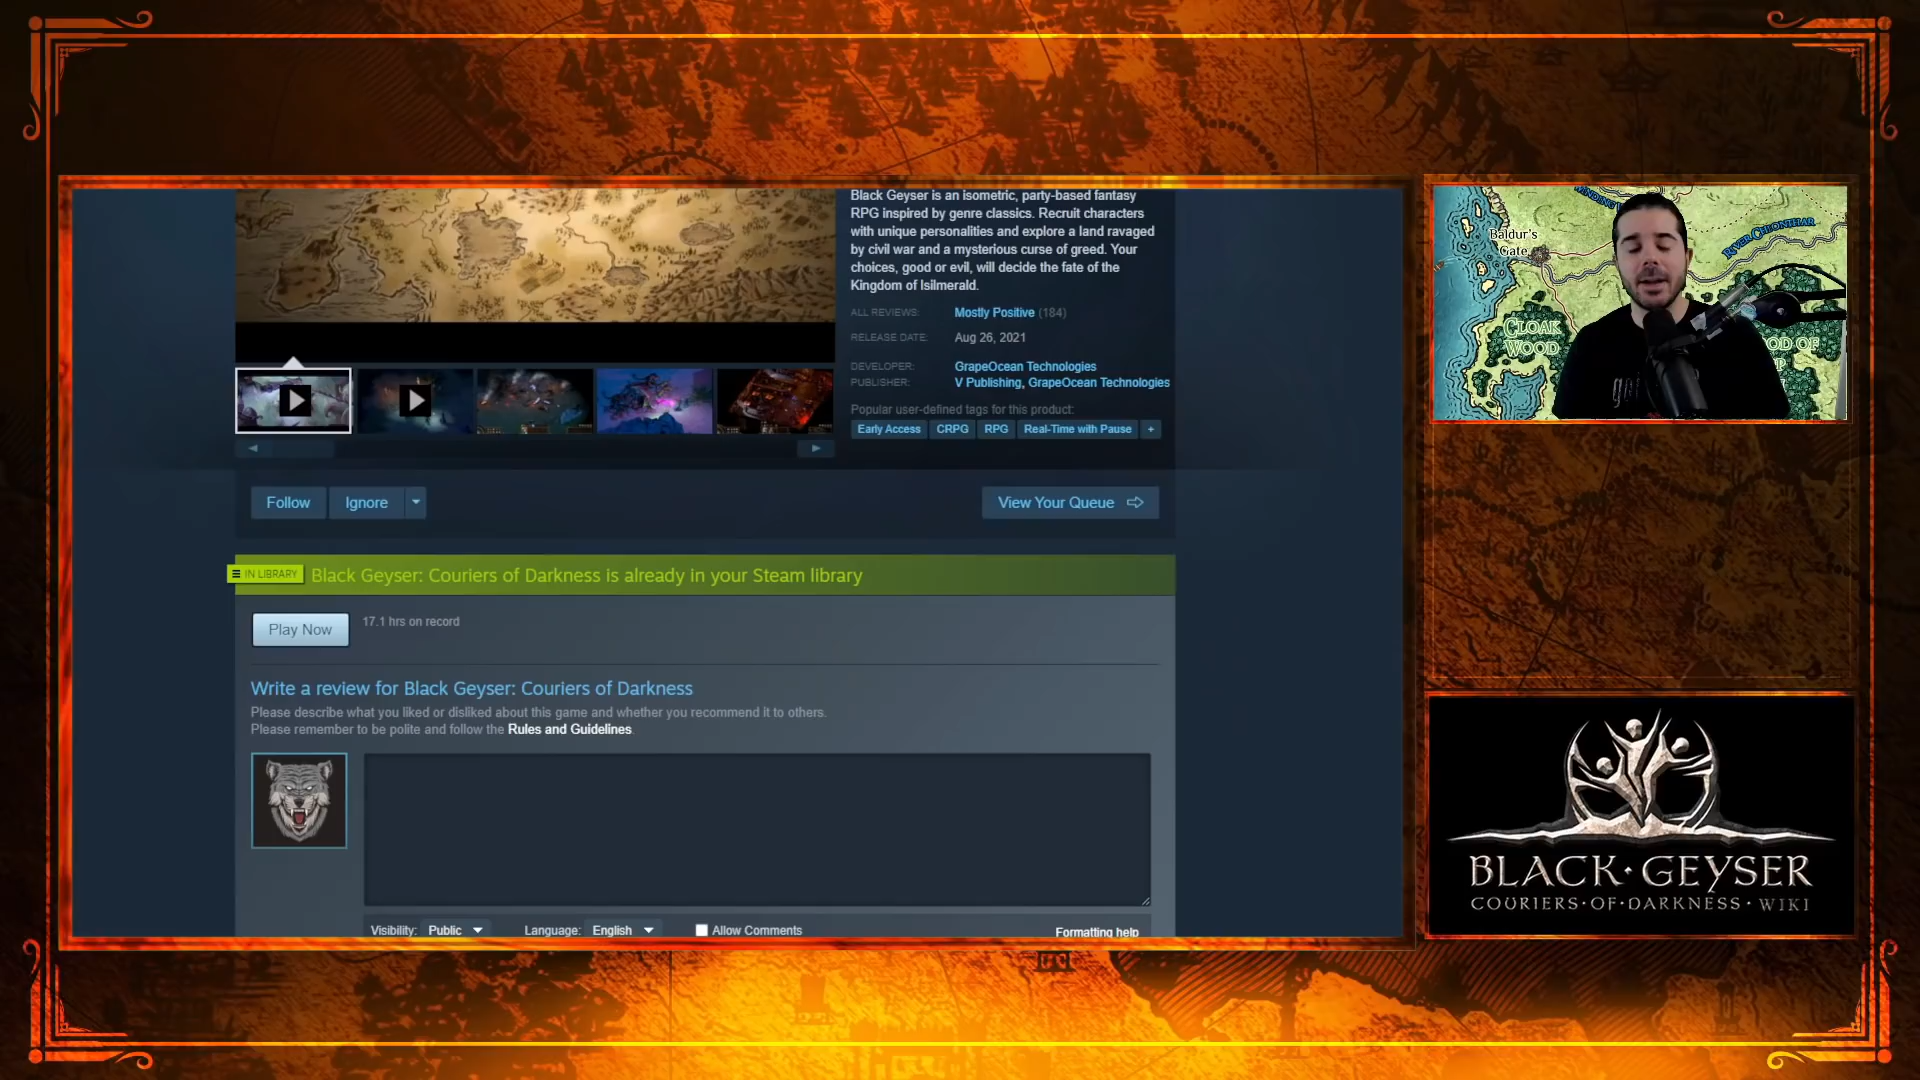 Black Geyser is an isometric, party-based fantasy
RPG inspired by genre classics. Recruit characters
with unique personalities and explore a land ravaged
by civil war and a mysterious curse of greed. Your
choices, good or evil, will decide the fate of the
Kingdom of Isilmerald.
ALL REVIEWS: Mostly Positive (184)
RELEASE DATE: Aug 26, 2021
DEVELOPER: GrapeOcean Technologies
PUBLISHER: V Publishing, GrapeOcean Technologies
Popular user-defined tags for this product:
Early Access CRPG RPG Real-Time with Pause +
Follow Ignore View Your Queue
IN LIBRARY Black Geyser: Couriers of Darkness is already in your Steam library
Play Now 17.1 hrs on record
Write a review for Black Geyser: Couriers of Darkness
Please describe what you liked or disliked about this game and whether you recommend it to others.
Please remember to be polite and follow the Rules and Guidelines.
Visibility: Public Language: English Allow Comments Formatting help
Baldur's
Gate
RIVER CHIONTHAR
CLOAK
WOOD
BLACK·GEYSER
COURIERS·OF·DARKNESS·WIKI